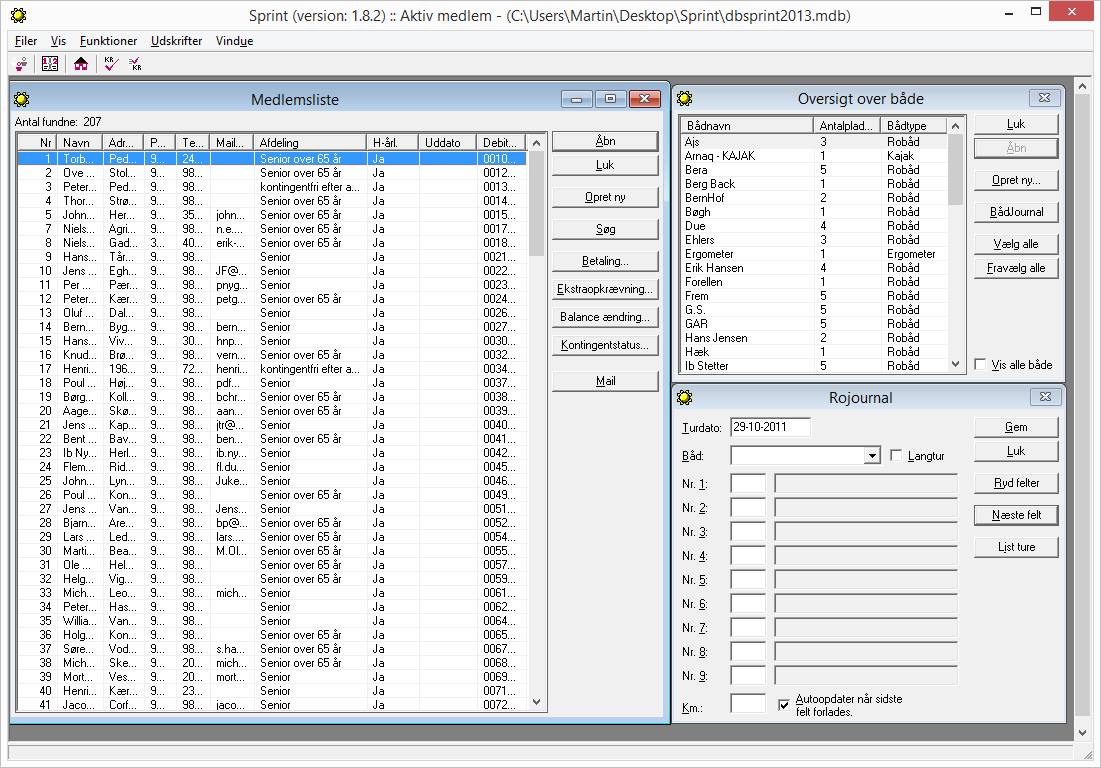 Sprint (version: 1.8.2) :: Aktiv medlem - (C:\Users\Martin\Desktop\Sprint\dbsprint2013.mdb)
Filer Vis Funktioner Udskrifter Vindue
KR KR
Medlemsliste
Antal fundne: 207
Nr Navn Adr... P... Te... Mail... Afdeling H-årl. Uddato Debit...
1 Torb... Ped... 9... 24... Senior over 65 år Ja 0010...
2 Ove ... Stol... 9... 98... Senior over 65 år Ja 0012...
3 Peter... Ped... 9... 98... kontingentfri efter a... Ja 0013...
4 Thor... Strø... 9... 98... Senior over 65 år Ja 0014...
5 John... Her... 9... 35... john... Senior over 65 år Ja 0015...
7 Niels... Agri... 9... 98... n.e.... Senior over 65 år Ja 0017...
8 Niels... Gad... 3... 40... erik-... Senior over 65 år Ja 0018...
9 Hans... Tår... 9... 98... Senior Ja 0021...
10 Jens ... Egh... 9... 98... JF@... Senior Ja 0022...
11 Per ... Pær... 9... 98... pnyg... Senior Ja 0023...
12 Peter... Kær... 9... 98... petg... Senior over 65 år Ja 0024...
13 Oluf ... Dal... 9... 98... Senior Ja 0026...
14 Bern... Byg... 9... 98... bern... Senior Ja 0027...
15 Hans... Viv... 9... 30... hnp... Senior Ja 0030...
16 Knud... Brø... 9... 98... vern... Senior over 65 år Ja 0032...
17 Henri... 196... 9... 72... henri... kontingentfri efter a... Ja 0034...
18 Poul ... Høj... 9... 98... pdf... Senior Ja 0037...
19 Børg... Koll... 9... 98... bchr... Senior over 65 år Ja 0038...
20 Aage... Skø... 9... 98... aan... Senior over 65 år Ja 0039...
21 Jens ... Kap... 9... 98... jtr@... Senior Ja 0040...
22 Bent ... Bav... 9... 98... ben... Senior over 65 år Ja 0041...
23 Ib Ny... Her... 9... 98... ib.ny... Senior Ja 0042...
24 Flem... Rid... 9... 98... fl.du... Senior Ja 0045...
25 John... Lyn... 9... 98... Juke... Senior Ja 0046...
26 Poul ... Kon... 9... 98... Senior over 65 år Ja 0049...
27 Jens ... Van... 9... 98... Jens... Senior Ja 0051...
28 Bjarn... Are... 9... 98... bp@... Senior over 65 år Ja 0052...
29 Lars ... Led... 9... 98... lars.... Senior over 65 år Ja 0054...
30 Marti... Bea... 9... 98... M.Ol... Senior over 65 år Ja 0055...
31 Ole ... Hel... 9... 98... Senior Ja 0057...
32 Helg... Vig... 9... 98... Senior over 65 år Ja 0059...
33 Mich... Leo... 9... 98... mich... Senior Ja 0061...
34 Peter... Has... 9... 98... Senior Ja 0062...
35 Willia... Van... 9... 98... Senior Ja 0064...
36 Holg... Kon... 9... 98... Senior over 65 år Ja 0065...
37 Søre... Vod... 9... 98... s.ha... Senior over 65 år Ja 0067...
38 Mich... Ske... 9... 20... mich... Senior over 65 år Ja 0068...
39 Mort... Ves... 9... 20... mort... Senior Ja 0069...
40 Henri... Kær... 9... 23... Senior Ja 0071...
41 Jaco... Corf... 9... 98... jaco... Senior Ja 0072...
Åbn
Luk
Opret ny
Søg
Betaling...
Ekstraopkrævning...
Balance ændring...
Kontingentstatus...
Mail
Oversigt over både
Bådnavn Antalplad... Bådtype
Ajs 3 Robåd
Arnaq - KAJAK 1 Kajak
Bera 5 Robåd
Berg Back 1 Robåd
BernHof 2 Robåd
Bøgh 1 Robåd
Due 4 Robåd
Ehlers 3 Robåd
Ergometer 1 Ergometer
Erik Hansen 4 Robåd
Forellen 1 Robåd
Frem 5 Robåd
G.S. 5 Robåd
GAR 5 Robåd
Hans Jensen 2 Robåd
Hæk 1 Robåd
Ib Stetter 5 Robåd
Luk
Åbn
Opret ny...
BådJournal
Vælg alle
Fravælg alle
Vis alle både
Rojournal
Turdato: 29-10-2011
Båd: Langtur
Nr. 1:
Nr. 2:
Nr. 3:
Nr. 4:
Nr. 5:
Nr. 6:
Nr. 7:
Nr. 8:
Nr. 9:
Km.: Autoopdater når sidste
felt forlades.
Gem
Luk
Ryd felter
Næste felt
List ture